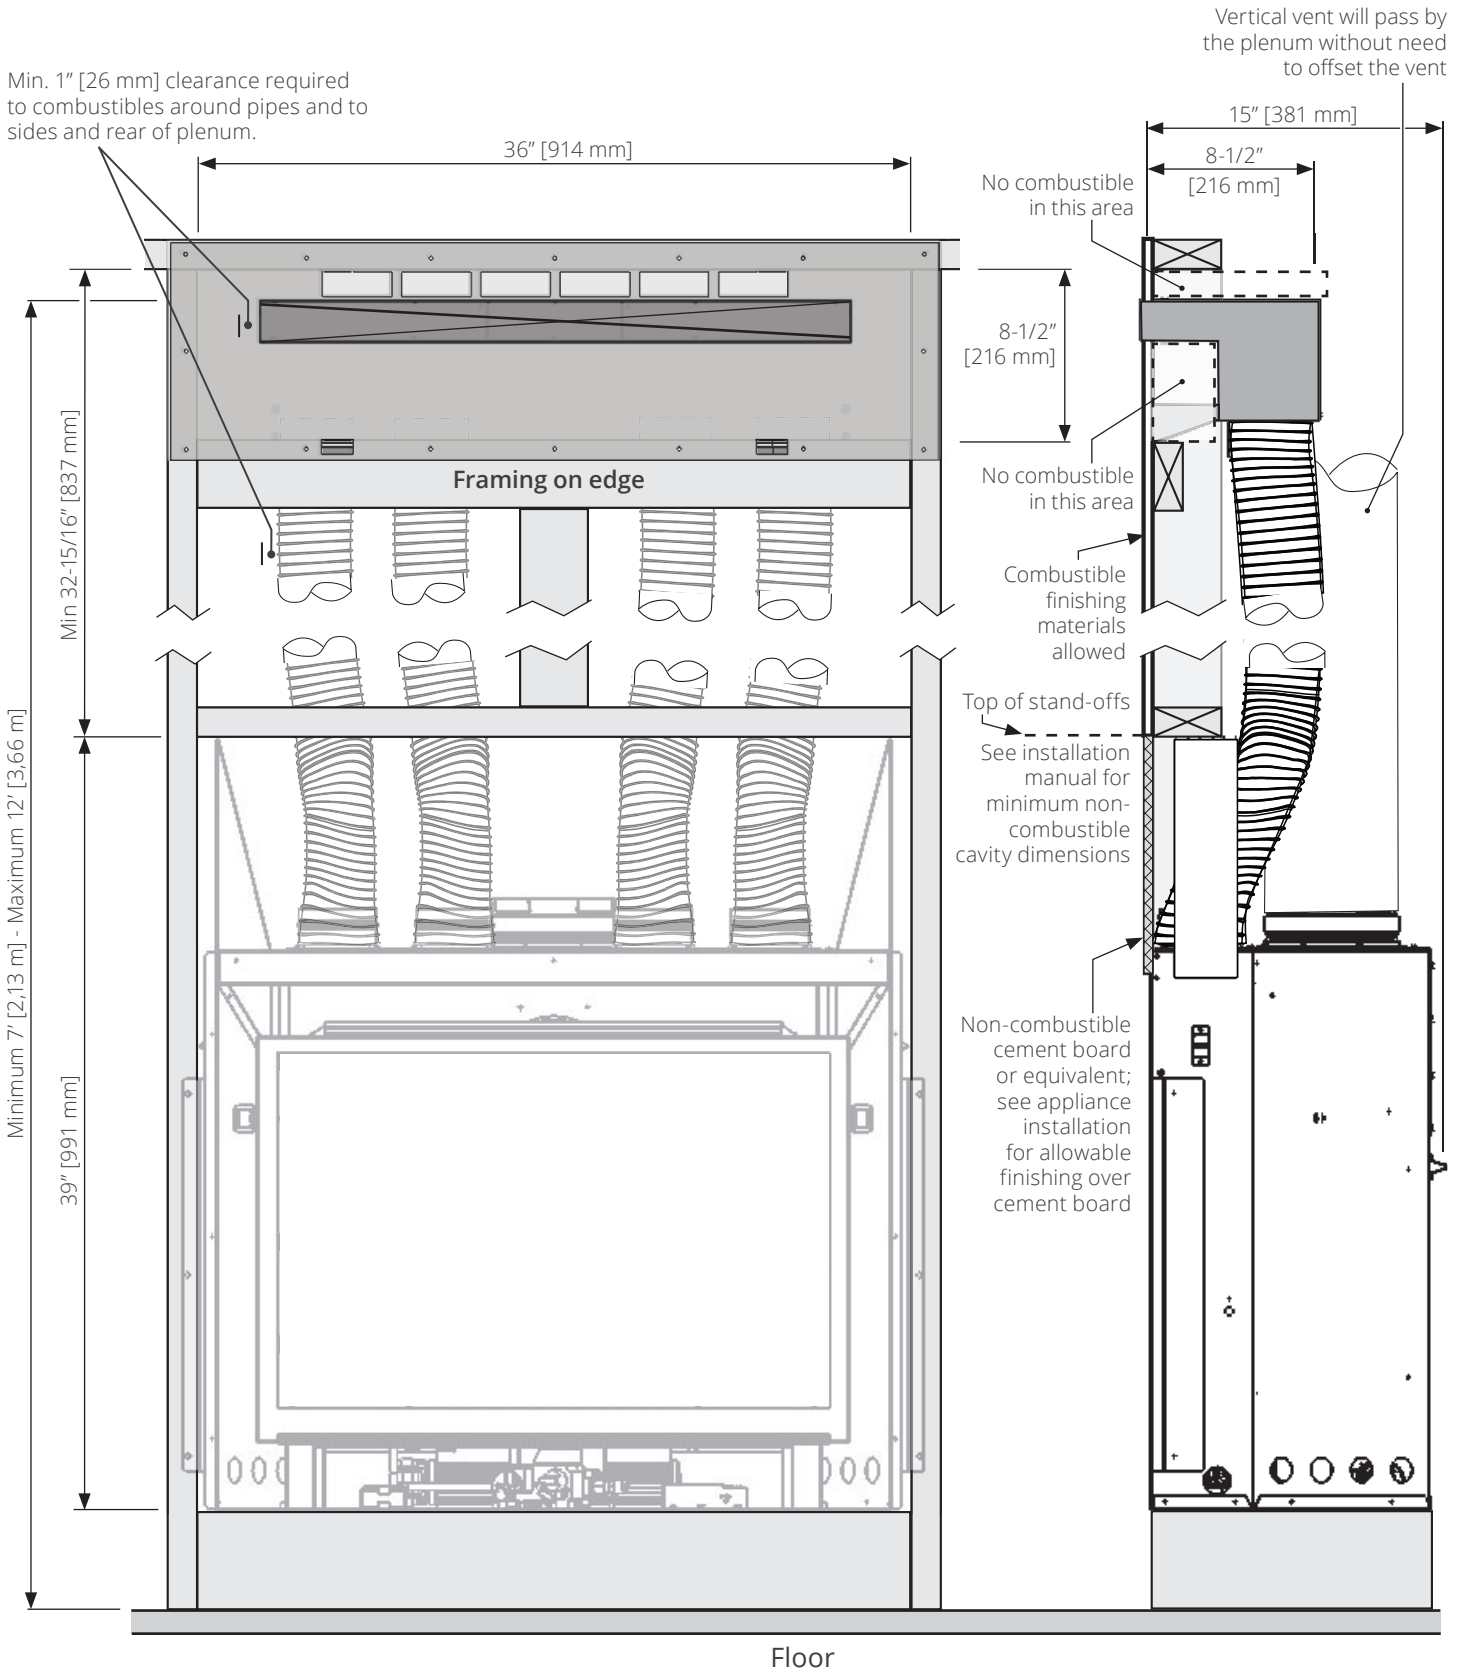 Vertical vent will pass by
the plenum without need
to offset the vent
Min. 1” [26 mm] clearance required
to combustibles around pipes and to
sides and rear of plenum.
15” [381 mm]
36” [914 mm]
8-1/2”
[216 mm]
No combustible
in this area
8-1/2”
[216 mm]
Min 32-15/16” [837 mm]
Framing on edge
No combustible
in this area
Combustible
finishing
materials
allowed
Top of stand-offs
See installation
manual for
minimum non-
combustible
cavity dimensions
Minimum 7’ [2,13 m] - Maximum 12’ [3,66 m]
39” [991 mm]
Non-combustible
cement board
or equivalent;
see appliance
installation
for allowable
finishing over
cement board
Floor